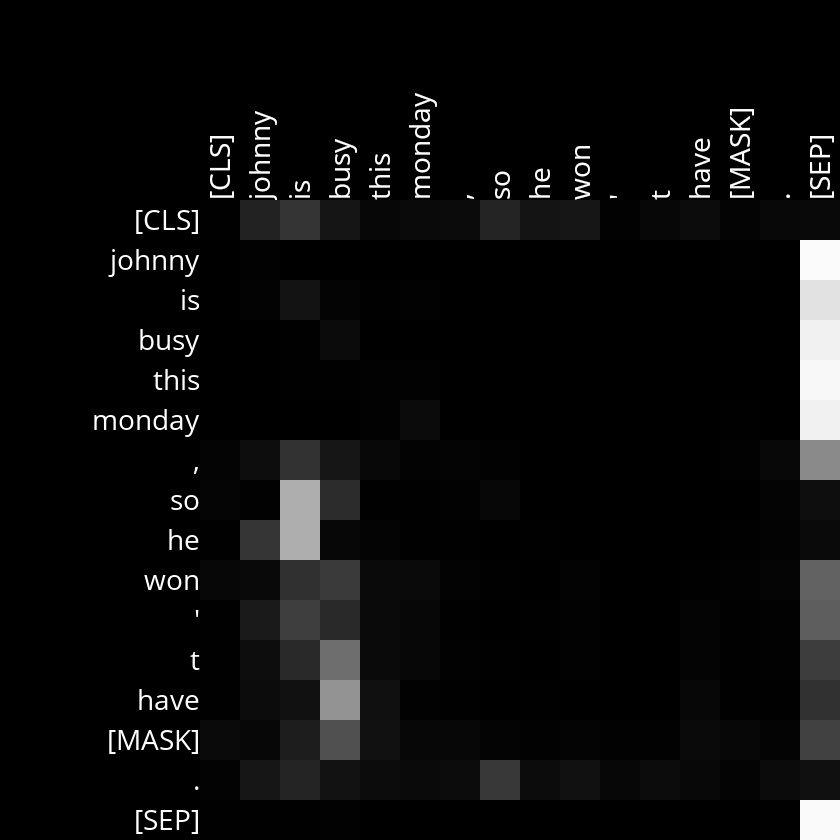 [CLS] johnny is busy this monday , so he won ' t have [MASK] . [SEP]
[CLS]
johnny
is
busy
this
monday
,
so
he
won
'
t
have
[MASK]
.
[SEP]